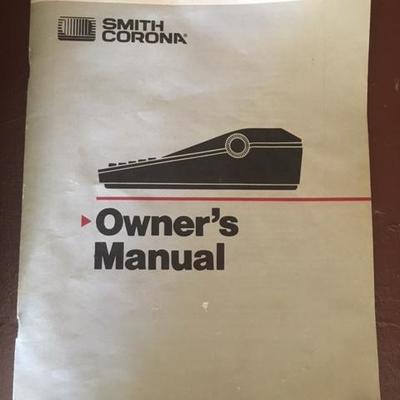 SMITH
CORONA®
Owner's
Manual